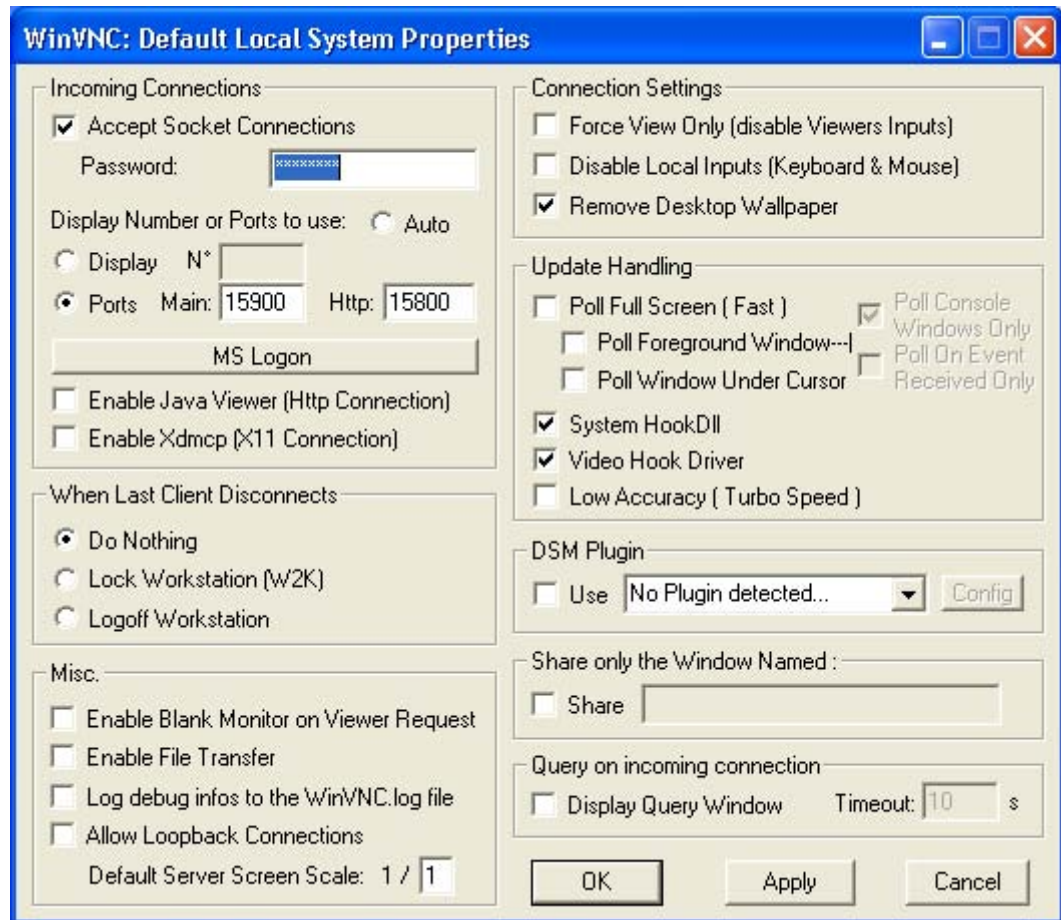 WinVNC: Default Local System Properties
Incoming Connections
Accept Socket Connections
Password: ********
Display Number or Ports to use: Auto
Display N°
Ports Main: 15900 Http: 15800
MS Logon
Enable Java Viewer (Http Connection)
Enable Xdmcp (X11 Connection)
When Last Client Disconnects
Do Nothing
Lock Workstation (W2K)
Logoff Workstation
Misc.
Enable Blank Monitor on Viewer Request
Enable File Transfer
Log debug infos to the WinVNC.log file
Allow Loopback Connections
Default Server Screen Scale: 1 / 1
Connection Settings
Force View Only (disable Viewers Inputs)
Disable Local Inputs (Keyboard & Mouse)
Remove Desktop Wallpaper
Update Handling
Poll Full Screen ( Fast )
Poll Foreground Window---|
Poll Window Under Cursor
Poll Console
Windows Only
Poll On Event
Received Only
System HookDll
Video Hook Driver
Low Accuracy ( Turbo Speed )
DSM Plugin
Use No Plugin detected... Config
Share only the Window Named :
Share
Query on incoming connection
Display Query Window Timeout: 10 s
OK Apply Cancel